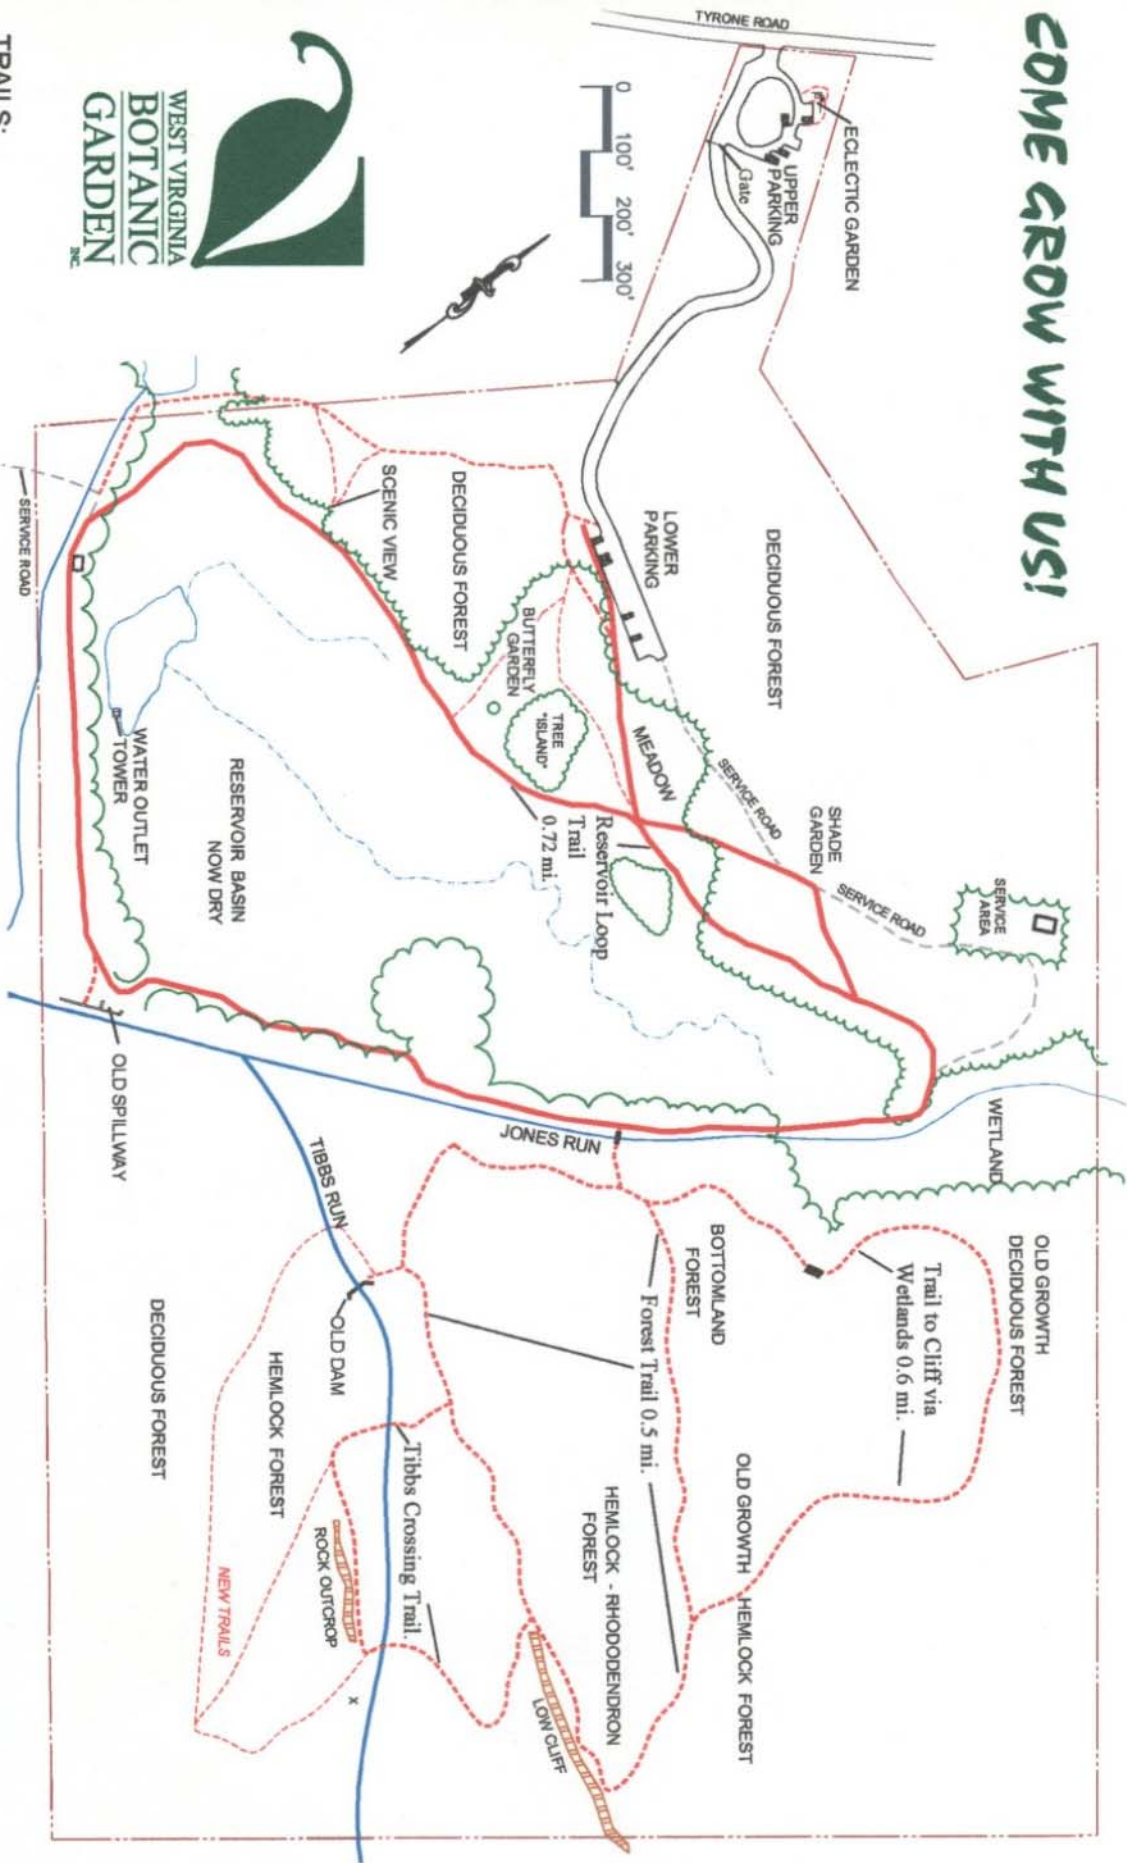 COME GROW WITH US!
TYRONE ROAD
ECLECTIC GARDEN
UPPER
PARKING
Gate
0 100' 200' 300'
WEST VIRGINIA
BOTANIC
GARDEN
INC.
TRAILS:
LOWER
PARKING
DECIDUOUS FOREST
DECIDUOUS FOREST
SCENIC VIEW
SERVICE ROAD
BUTTERFLY
GARDEN
TREE
"ISLAND"
MEADOW
SERVICE ROAD
SHADE
GARDEN
SERVICE ROAD
SERVICE
AREA
Reservoir Loop
Trail
0.72 mi.
RESERVOIR BASIN
NOW DRY
WATER OUTLET
TOWER
OLD SPILLWAY
JONES RUN
WETLAND
TIBBS RUN
OLD GROWTH
DECIDUOUS FOREST
Trail to Cliff via
Wetlands 0.6 mi.
BOTTOMLAND
FOREST
Forest Trail 0.5 mi.
OLD DAM
HEMLOCK FOREST
DECIDUOUS FOREST
OLD GROWTH HEMLOCK FOREST
HEMLOCK - RHODODENDRON
FOREST
Tibbs Crossing Trail.
ROCK OUTCROP
NEW TRAILS
X
LOW CLIFF